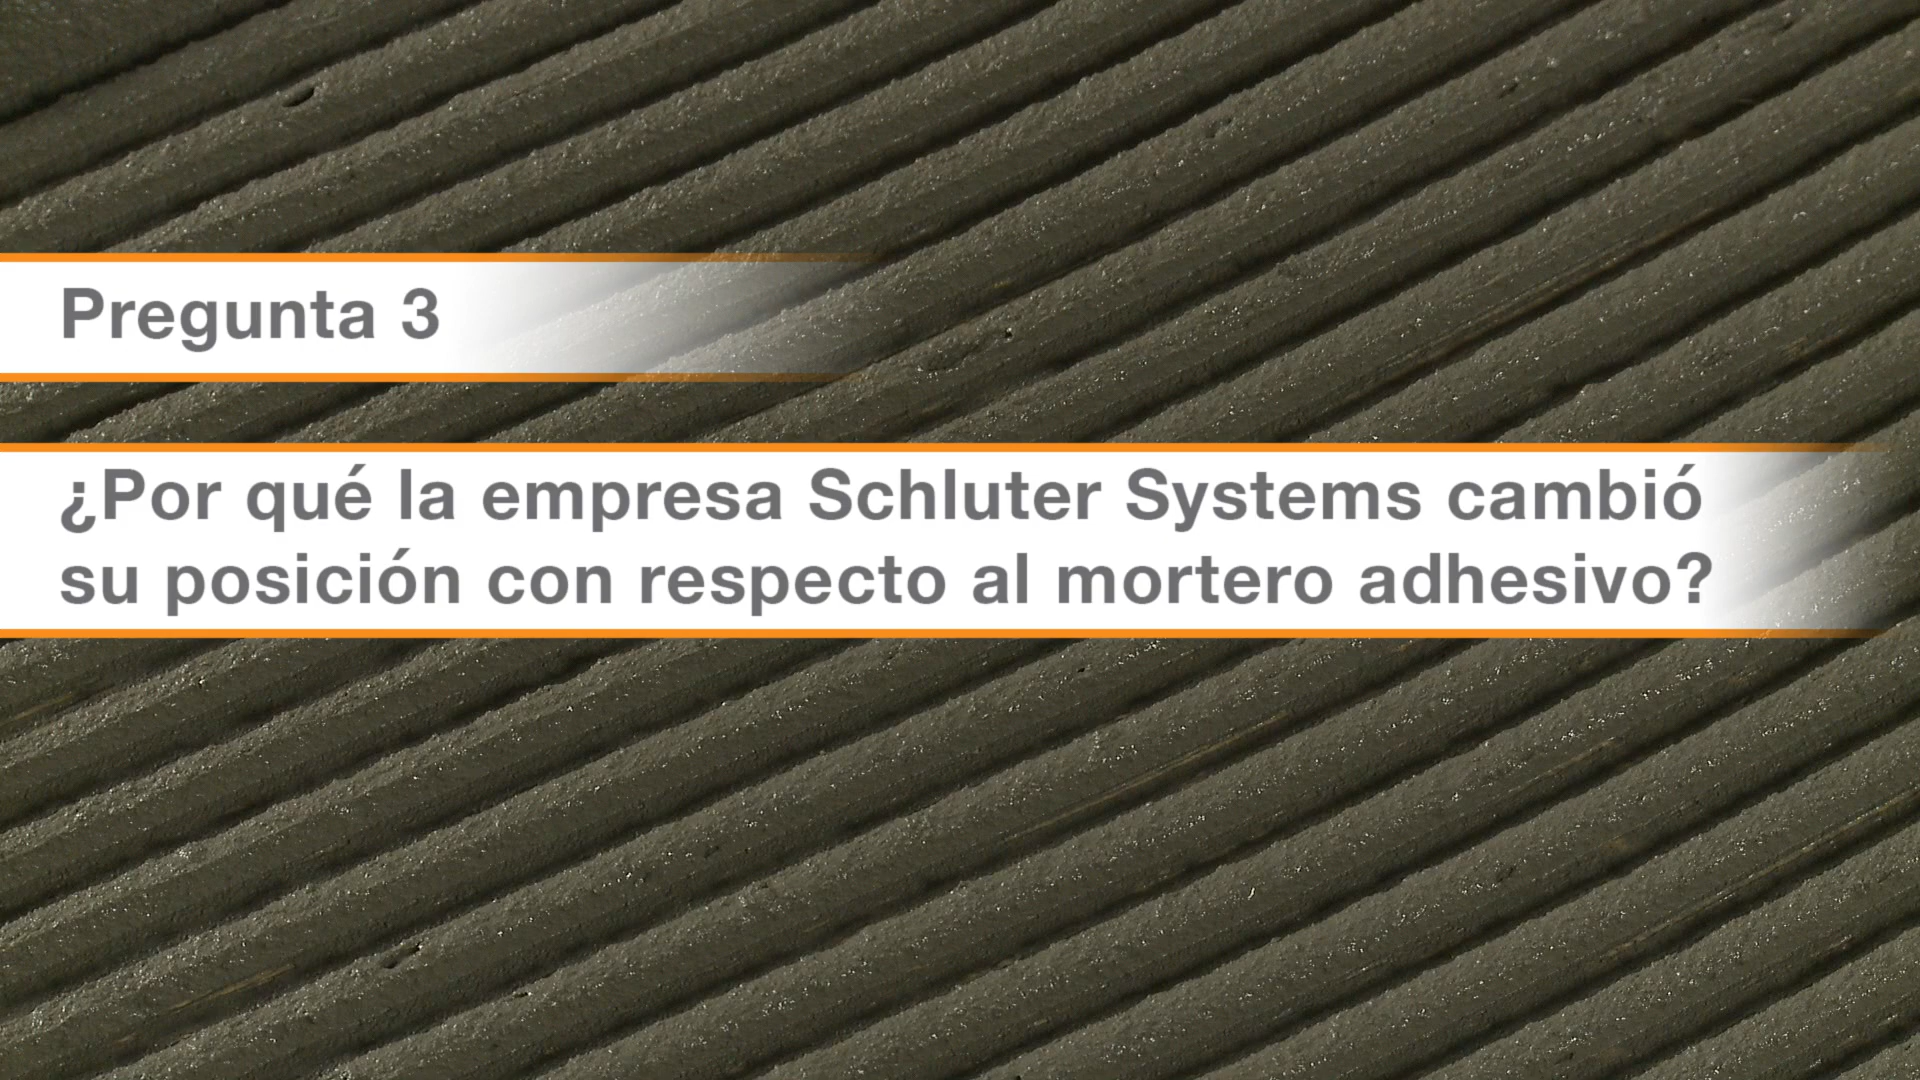 Pregunta 3
¿Por qué la empresa Schluter Systems cambió
su posición con respecto al mortero adhesivo?